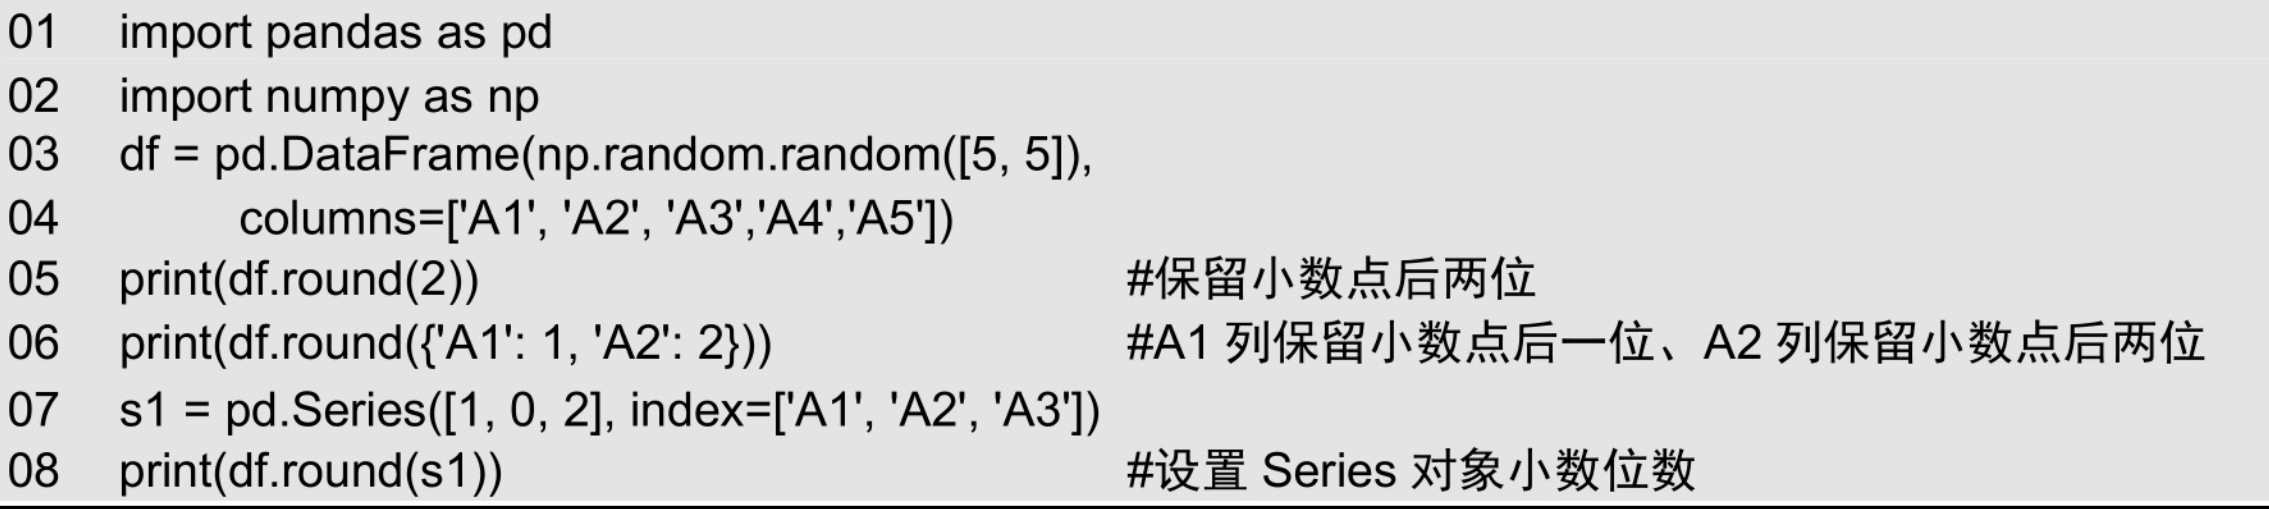 01 import pandas as pd
02 import numpy as np
03 df = pd.DataFrame(np.random.random([5, 5]),
04 columns=['A1', 'A2', 'A3','A4','A5'])
05 print(df.round(2)) #保留小数点后两位
06 print(df.round({'A1': 1, 'A2': 2})) #A1 列保留小数点后一位、A2 列保留小数点后两位
07 s1 = pd.Series([1, 0, 2], index=['A1', 'A2', 'A3'])
08 print(df.round(s1)) #设置 Series 对象小数位数